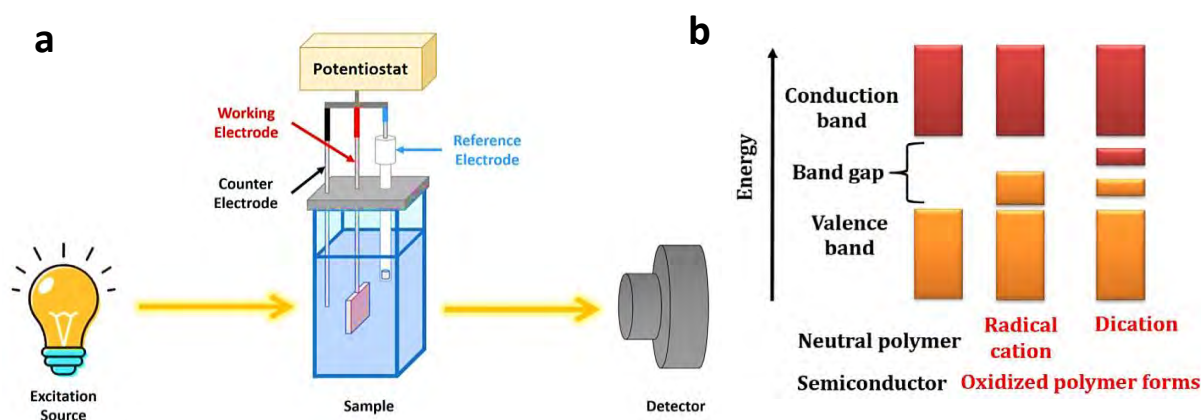 a
Potentiostat
Working
Electrode
Reference
Electrode
Counter
Electrode
Excitation
Source
Sample
Detector
b
Energy
Conduction
band
Band gap
Valence
band
Neutral polymer
Radical
cation
Dication
Semiconductor
Oxidized polymer forms